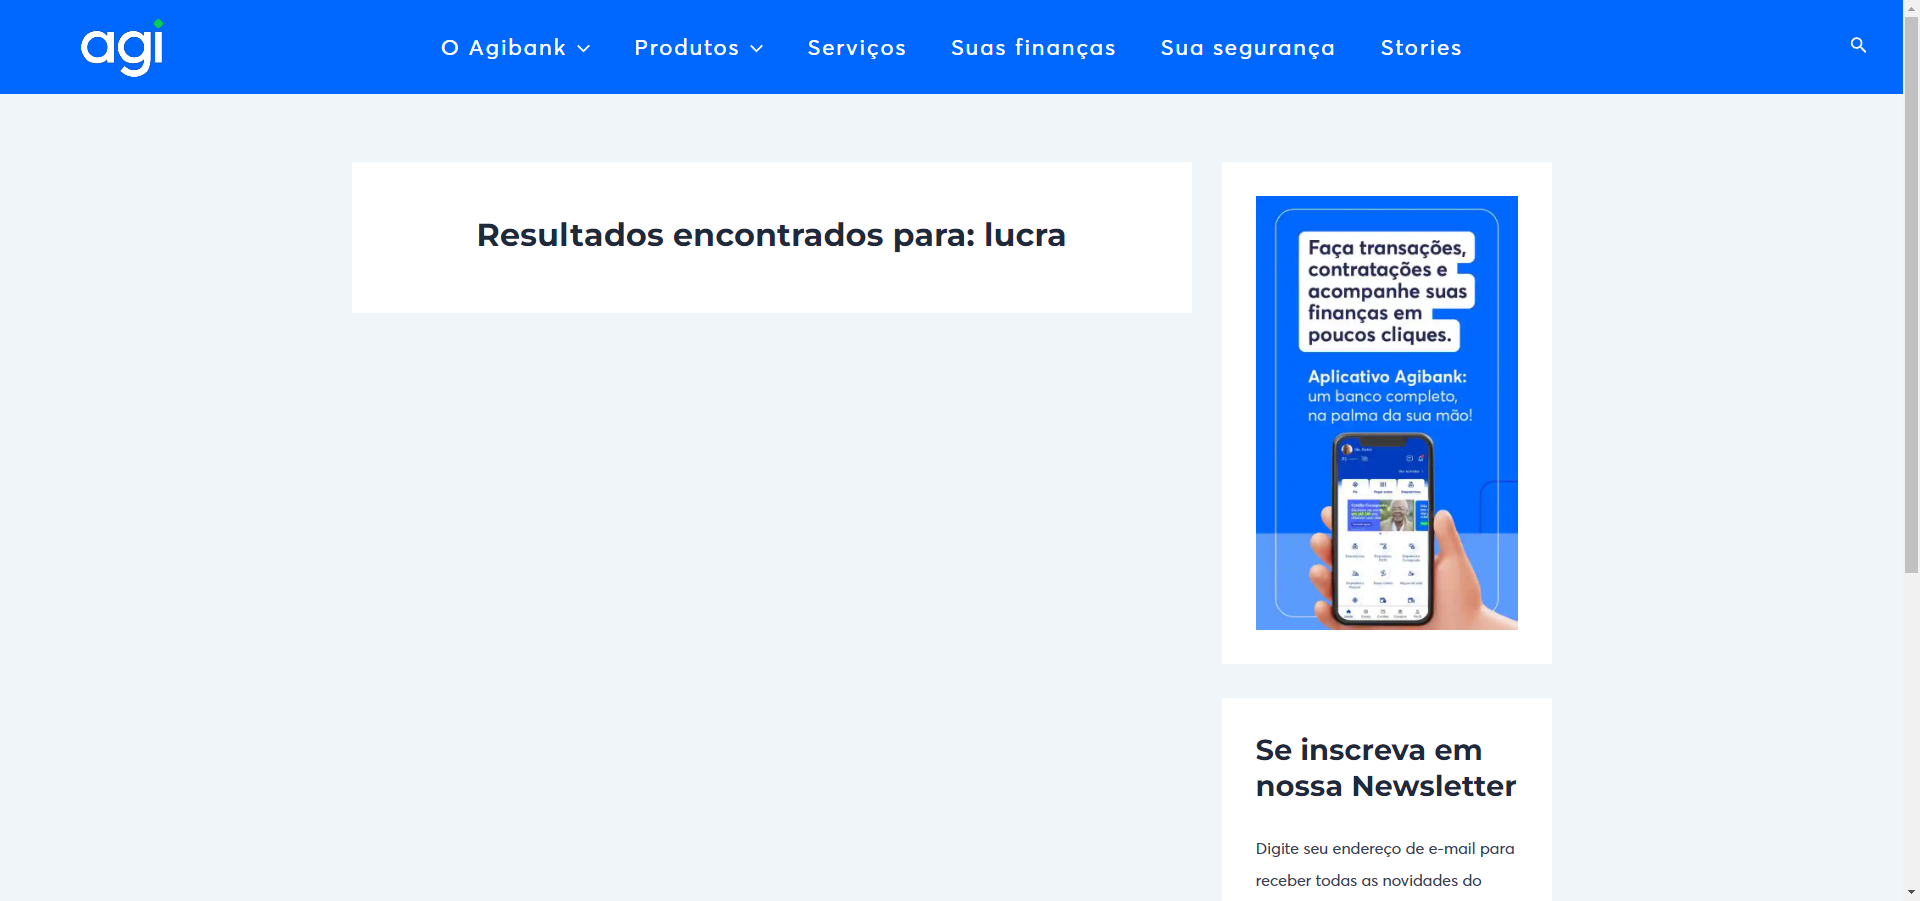 agi
O Agibank
Produtos
Serviços
Suas finanças
Sua segurança
Stories
Resultados encontrados para: lucra
Faça transações,
contratações e
acompanhe suas
finanças em
poucos cliques.
Aplicativo Agibank:
um banco completo,
na palma da sua mão!
Se inscreva em
nossa Newsletter
Digite seu endereço de e-mail para
receber todas as novidades do